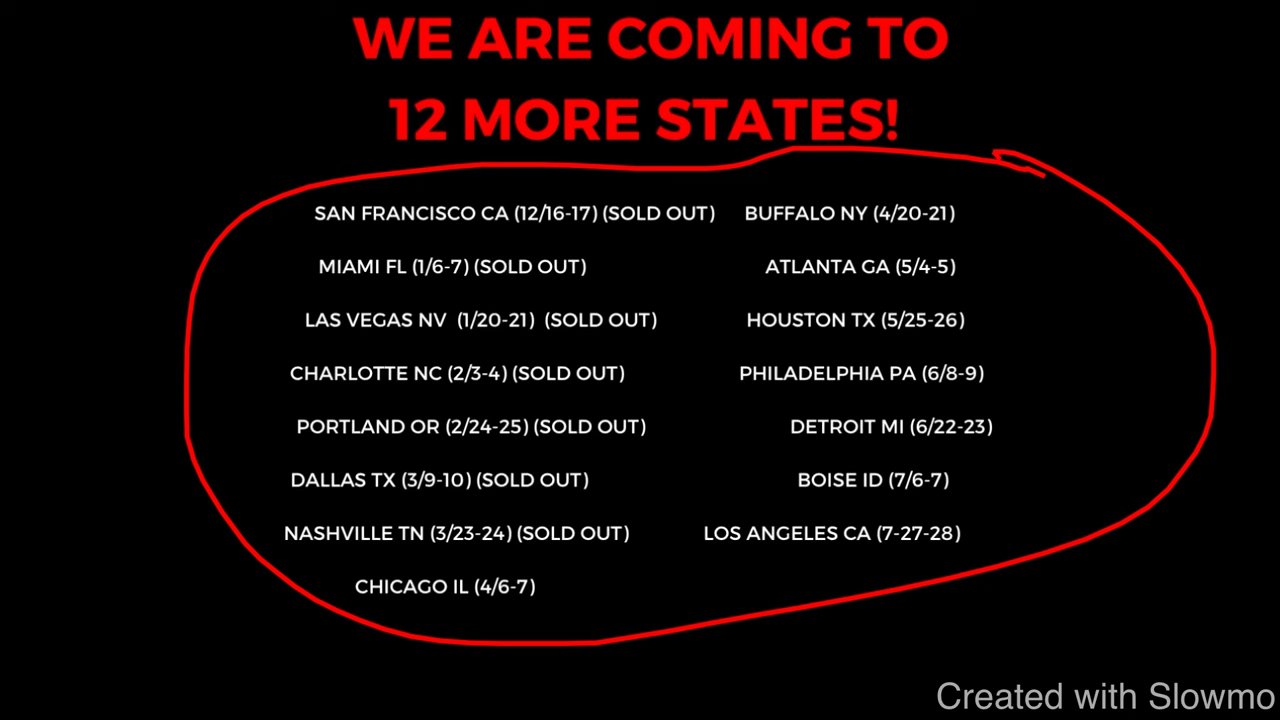 WE ARE COMING TO
12 MORE STATES!
SAN FRANCISCO CA (12/16-17) (SOLD OUT)
MIAMI FL (1/6-7) (SOLD OUT)
LAS VEGAS NV (1/20-21) (SOLD OUT)
CHARLOTTE NC (2/3-4) (SOLD OUT)
PORTLAND OR (2/24-25) (SOLD OUT)
DALLAS TX (3/9-10) (SOLD OUT)
NASHVILLE TN (3/23-24) (SOLD OUT)
CHICAGO IL (4/6-7)
BUFFALO NY (4/20-21)
ATLANTA GA (5/4-5)
HOUSTON TX (5/25-26)
PHILADELPHIA PA (6/8-9)
DETROIT MI (6/22-23)
BOISE ID (7/6-7)
LOS ANGELES CA (7-27-28)
Created with Slowmo